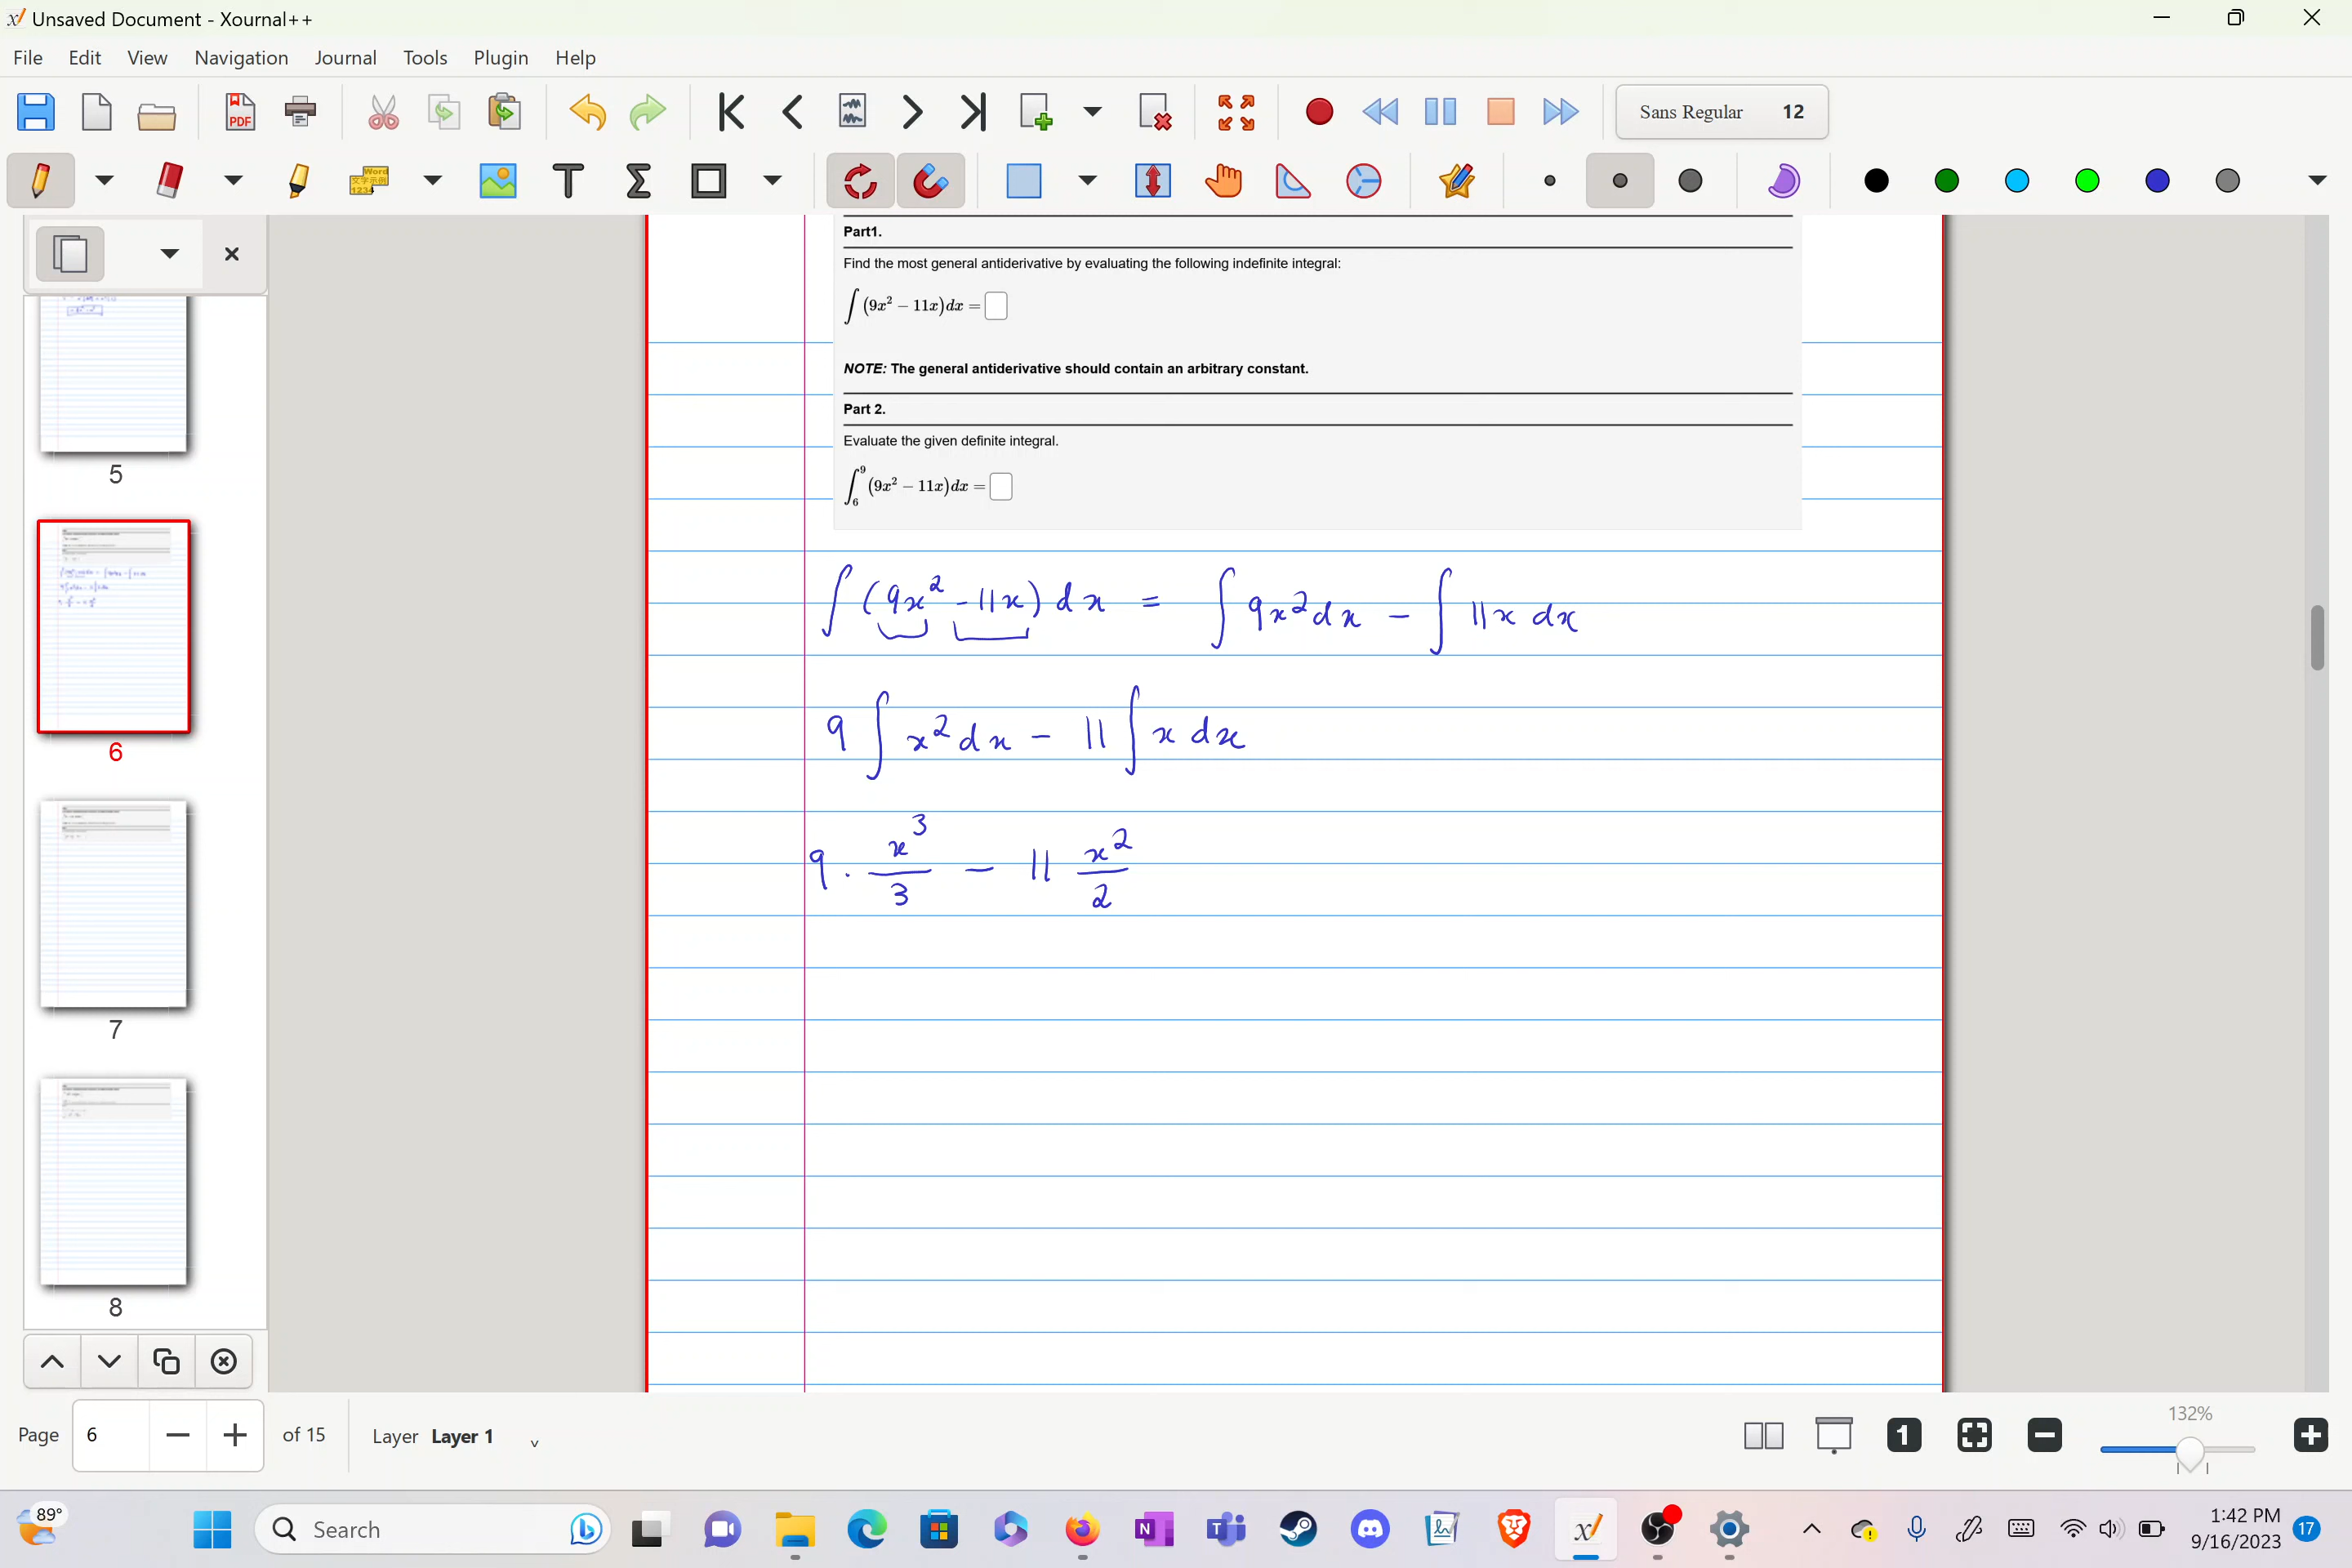 Unsaved Document - Xournal++
File Edit View Navigation Journal Tools Plugin Help
PDF
Sans Regular 12
Word
1234
T Σ
5
6
7
8
Part1.
Find the most general antiderivative by evaluating the following indefinite integral:
∫(9x² − 11x)dx =
NOTE: The general antiderivative should contain an arbitrary constant.
Part 2.
Evaluate the given definite integral.
∫₆⁹(9x² − 11x)dx =
∫ (9x² - 11x) dx = ∫ 9x² dx − ∫ 11x dx
9 ∫ x² dx − 11 ∫ x dx
9 · x³/3 − 11 x²/2
Page 6 of 15 Layer Layer 1
1
132%
89°
Search
1:42 PM
9/16/2023
17